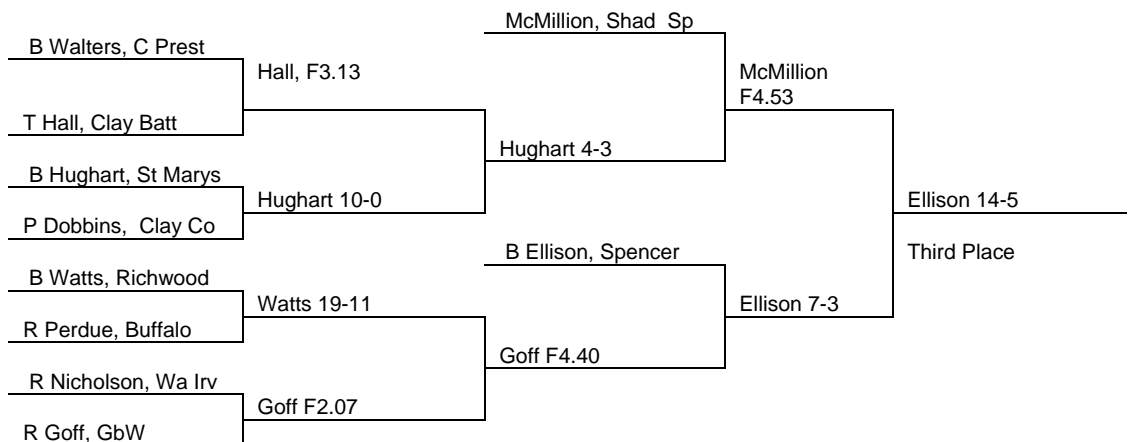 McMillion, Shad Sp
B Walters, C Prest
Hall, F3.13
McMillion
F4.53
T Hall, Clay Batt
Hughart 4-3
B Hughart, St Marys
Hughart 10-0
Ellison 14-5
P Dobbins, Clay Co
B Ellison, Spencer
Third Place
B Watts, Richwood
Watts 19-11
Ellison 7-3
R Perdue, Buffalo
Goff F4.40
R Nicholson, Wa Irv
Goff F2.07
R Goff, GbW